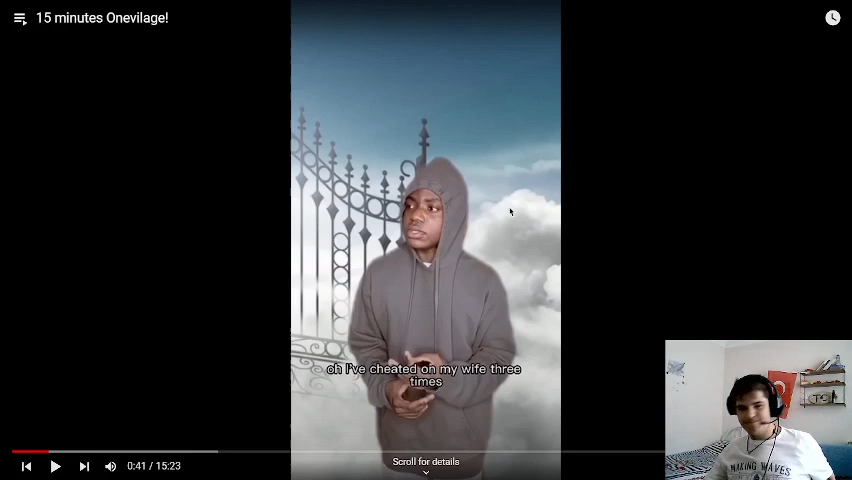 15 minutes Onevilage!
oh I've cheated on my wife three
times
Scroll for details
0:41 / 15:23
MAKING WAVES